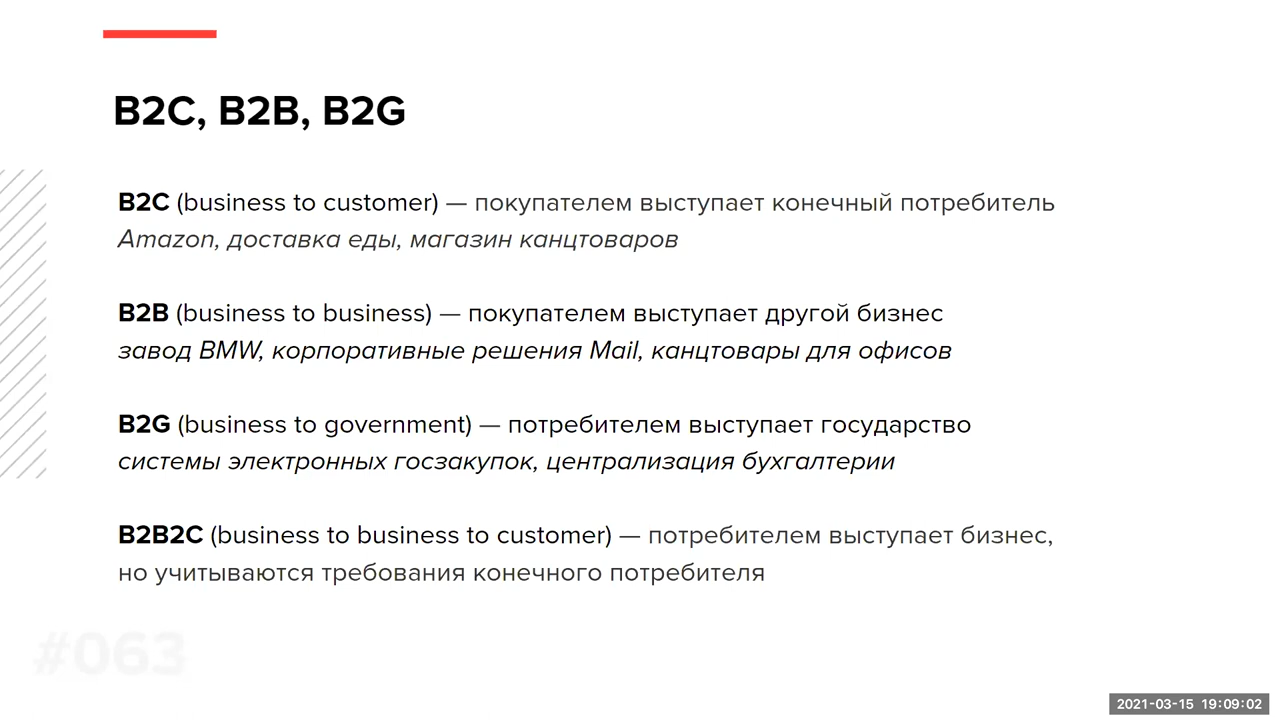 B2C, B2B, B2G
B2C (business to customer) — покупателем выступает конечный потребитель
Amazon, доставка еды, магазин канцтоваров
B2B (business to business) — покупателем выступает другой бизнес
завод BMW, корпоративные решения Mail, канцтовары для офисов
B2G (business to government) — потребителем выступает государство
системы электронных госзакупок, централизация бухгалтерии
B2B2C (business to business to customer) — потребителем выступает бизнес,
но учитываются требования конечного потребителя
#063
2021-03-15 19:09:02